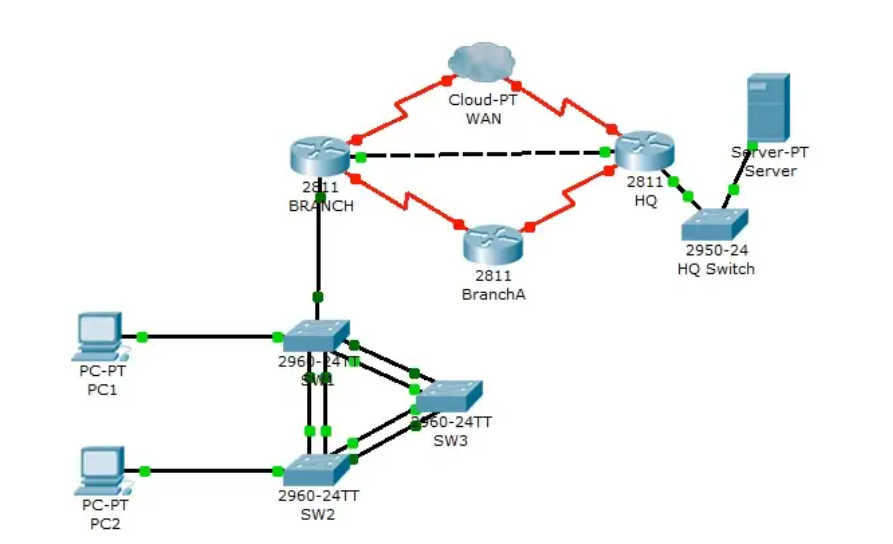 Cloud-PT
WAN
Server-PT
Server
2811
BRANCH
2811
HQ
2950-24
HQ Switch
2811
BranchA
PC-PT
PC1
2960-24TT
SW1
2960-24TT
SW3
PC-PT
PC2
2960-24TT
SW2